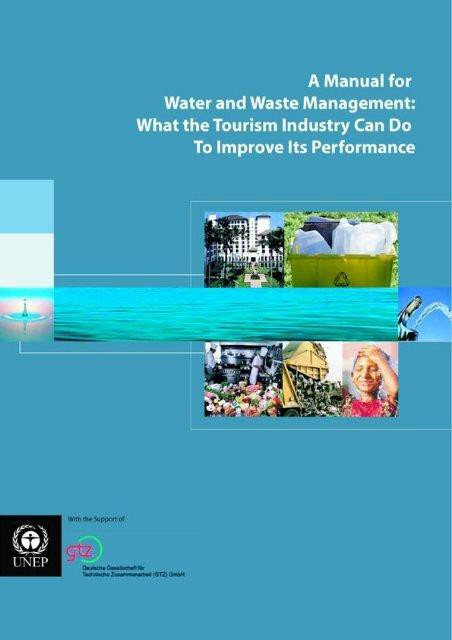 A Manual for
Water and Waste Management:
What the Tourism Industry Can Do
To Improve Its Performance
With the Support of
gtz
UNEP
Deutsche Gesellschaft für
Technische Zusammenarbeit (GTZ) GmbH